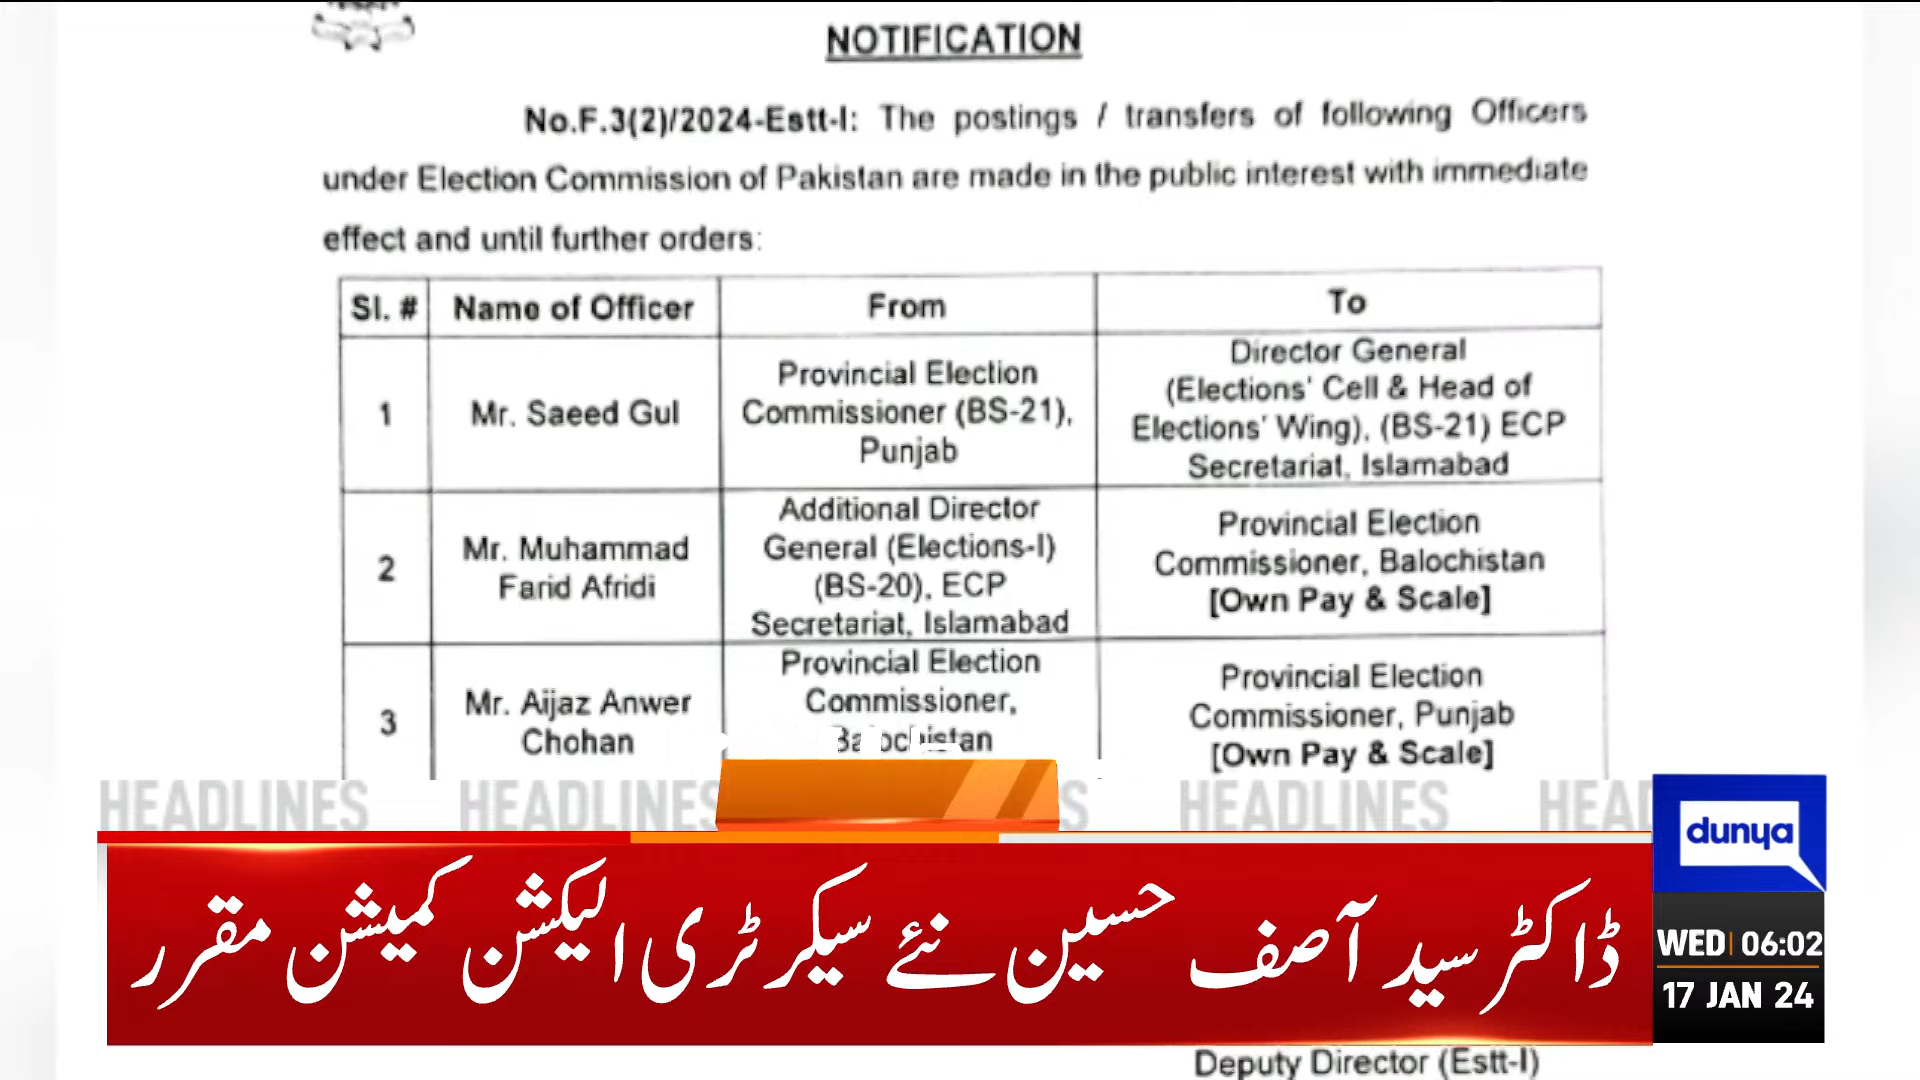 NOTIFICATION
No.F.3(2)/2024-Estt-I: The postings / transfers of following Officers
under Election Commission of Pakistan are made in the public interest with immediate
effect and until further orders:
Sl. # Name of Officer From To
1 Mr. Saeed Gul Provincial Election Commissioner (BS-21), Punjab Director General (Elections' Cell & Head of Elections' Wing), (BS-21) ECP Secretariat, Islamabad
2 Mr. Muhammad Farid Afridi Additional Director General (Elections-I) (BS-20), ECP Secretariat, Islamabad Provincial Election Commissioner, Balochistan [Own Pay & Scale]
3 Mr. Aijaz Anwer Chohan Provincial Election Commissioner, Balochistan Provincial Election Commissioner, Punjab [Own Pay & Scale]
HEADLINES HEADLINES HEADLINES
dunya
ڈاکٹر سید آصف حسین نئے سیکرٹری الیکشن کمیشن مقرر
WED 06:02
17 JAN 24
Deputy Director (Estt-I)